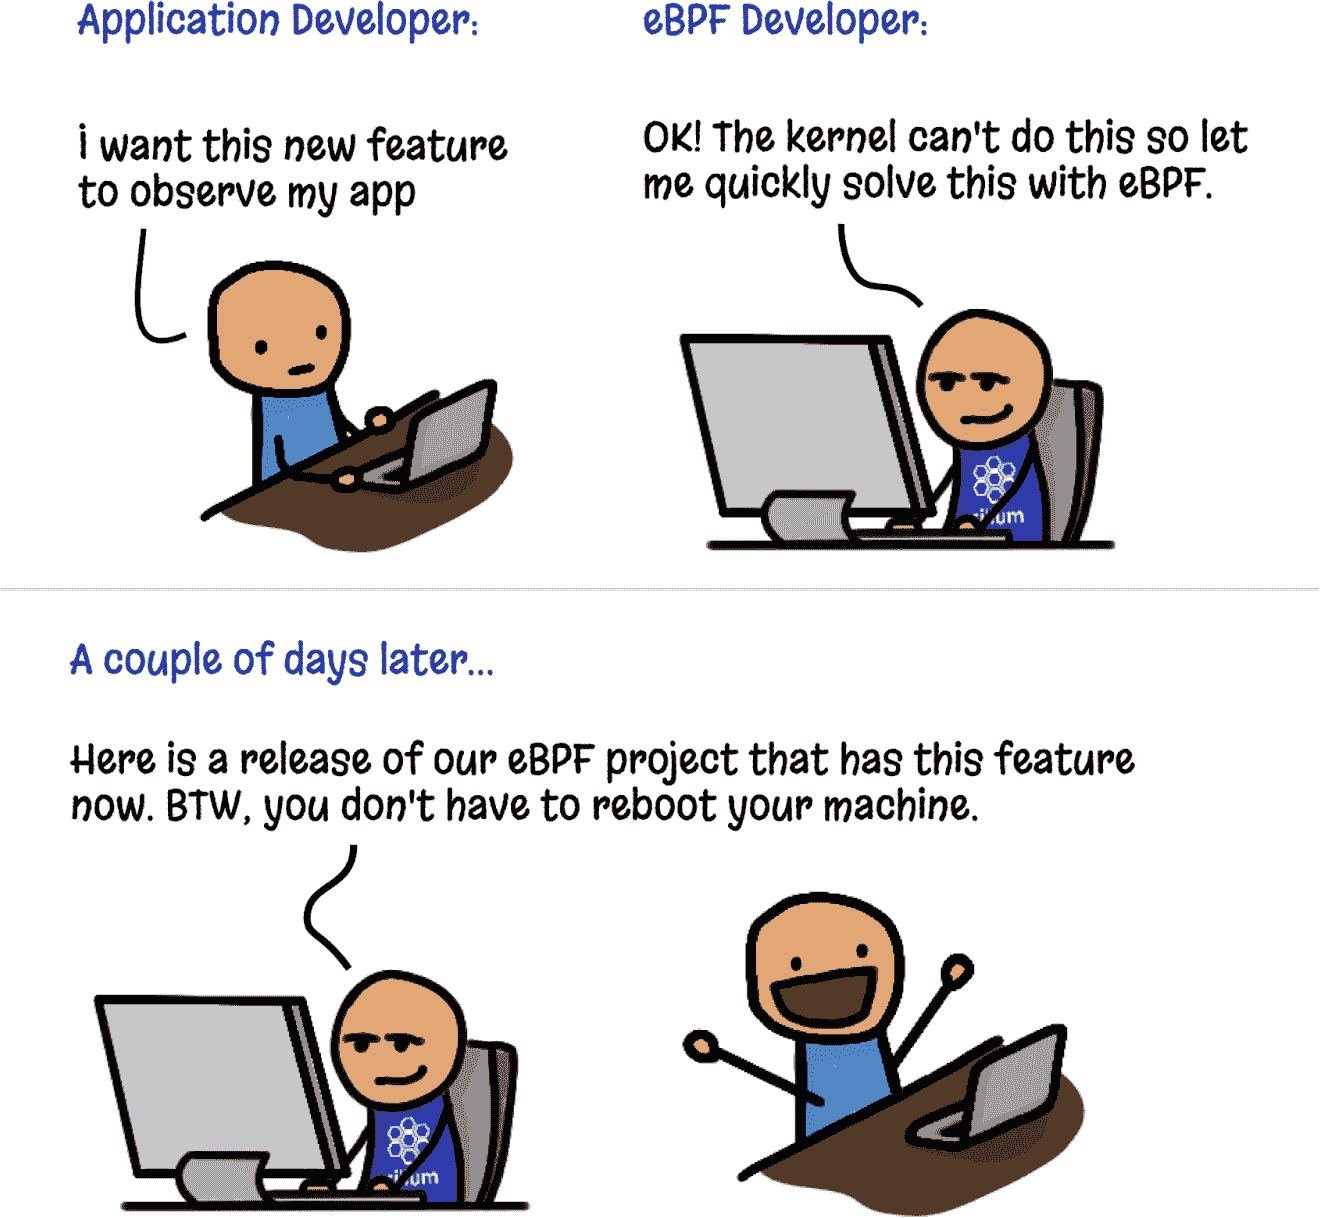 Application Developer:
i want this new feature
to observe my app
eBPF Developer:
OK! The kernel can't do this so let
me quickly solve this with eBPF.
cilium
A couple of days later...
Here is a release of our eBPF project that has this feature
now. BTW, you don't have to reboot your machine.
cilium